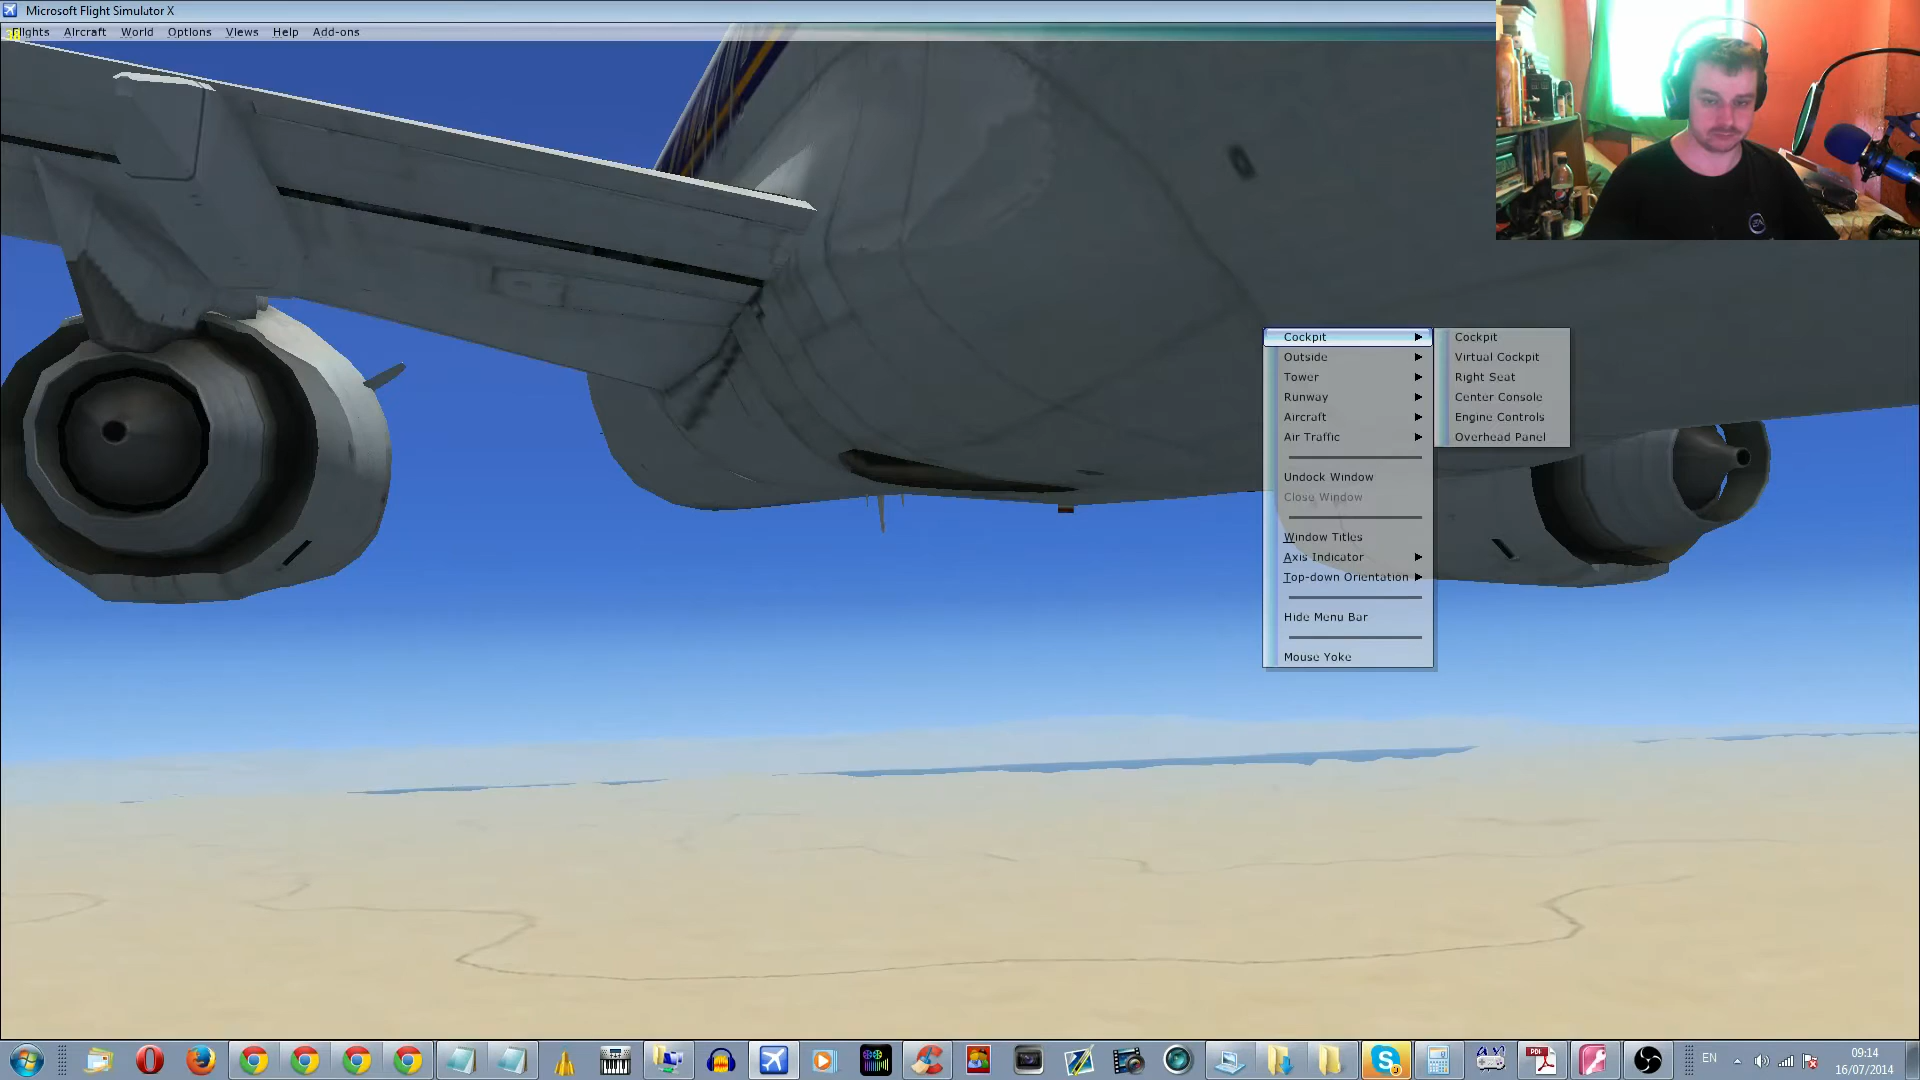 Microsoft Flight Simulator X
Flights Aircraft World Options Views Help Add-ons
Cockpit
Outside
Tower
Runway
Aircraft
Air Traffic
Undock Window
Close Window
Window Titles
Axis Indicator
Top-down Orientation
Hide Menu Bar
Mouse Yoke
Cockpit
Virtual Cockpit
Right Seat
Center Console
Engine Controls
Overhead Panel
EN
09:14
16/07/2014